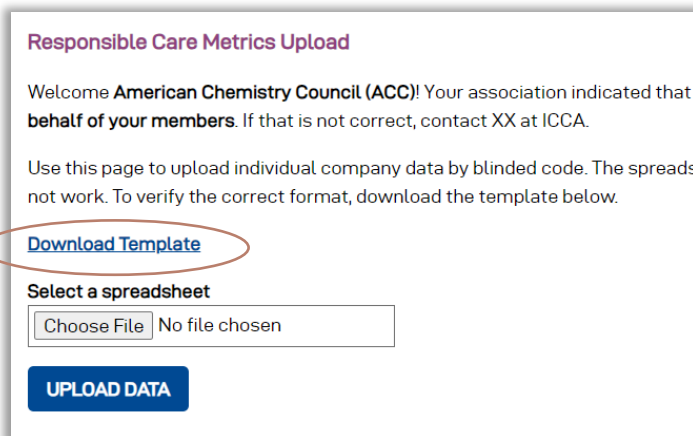 Responsible Care Metrics Upload
Welcome American Chemistry Council (ACC)! Your association indicated that
behalf of your members. If that is not correct, contact XX at ICCA.
Use this page to upload individual company data by blinded code. The spreads
not work. To verify the correct format, download the template below.
Download Template
Select a spreadsheet
Choose File No file chosen
UPLOAD DATA